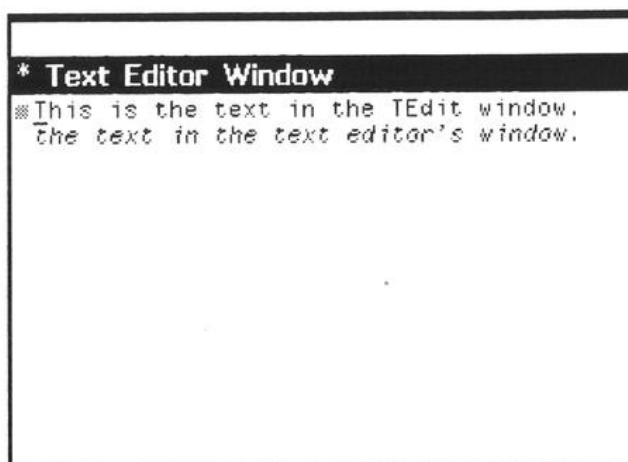 * Text Editor Window
This is the text in the TEdit window.
the text in the text editor's window.